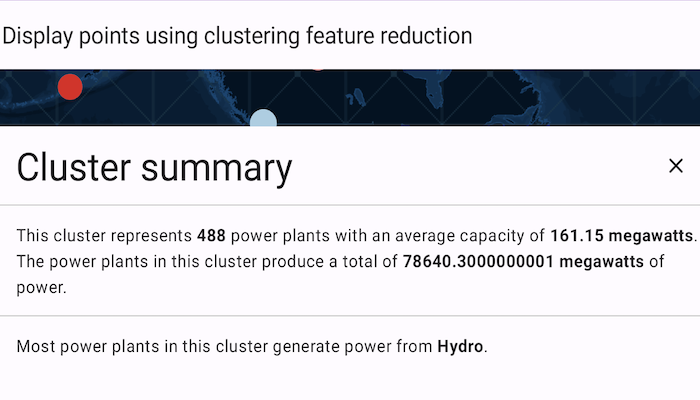 Display points using clustering feature reduction
Cluster summary
This cluster represents 488 power plants with an average capacity of 161.15 megawatts.
The power plants in this cluster produce a total of 78640.3000000001 megawatts of
power.
Most power plants in this cluster generate power from Hydro.